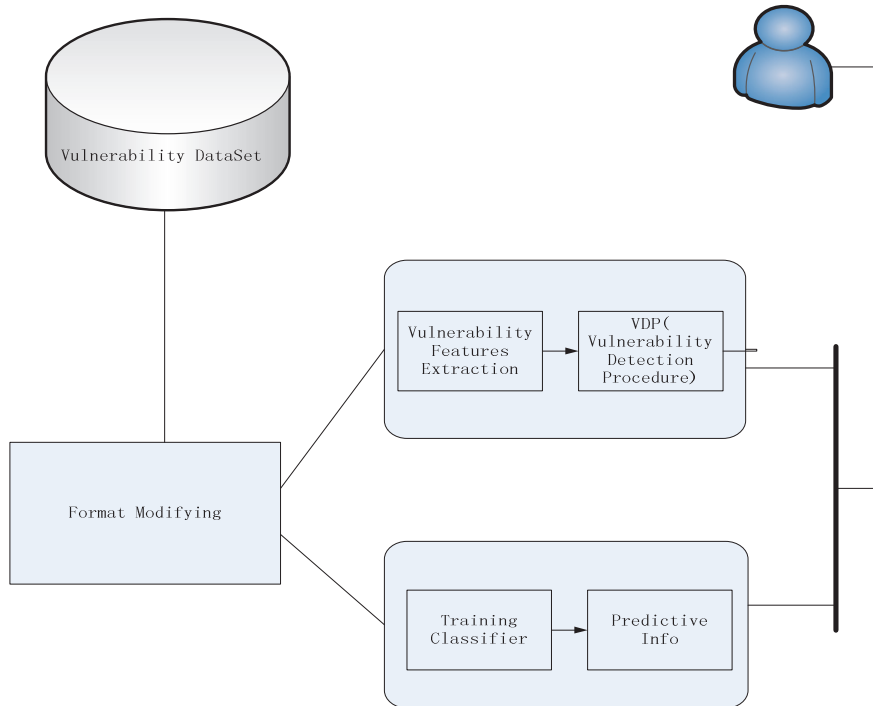 Vulnerability DataSet
Vulnerability
Features
Extraction
VDP(
Vulnerability
Detection
Procedure)
Format Modifying
Training
Classifier
Predictive
Info